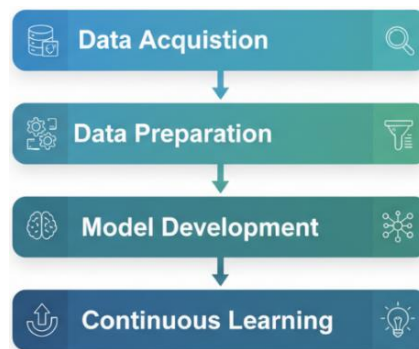 Data Acquistion
Data Preparation
Model Development
Continuous Learning